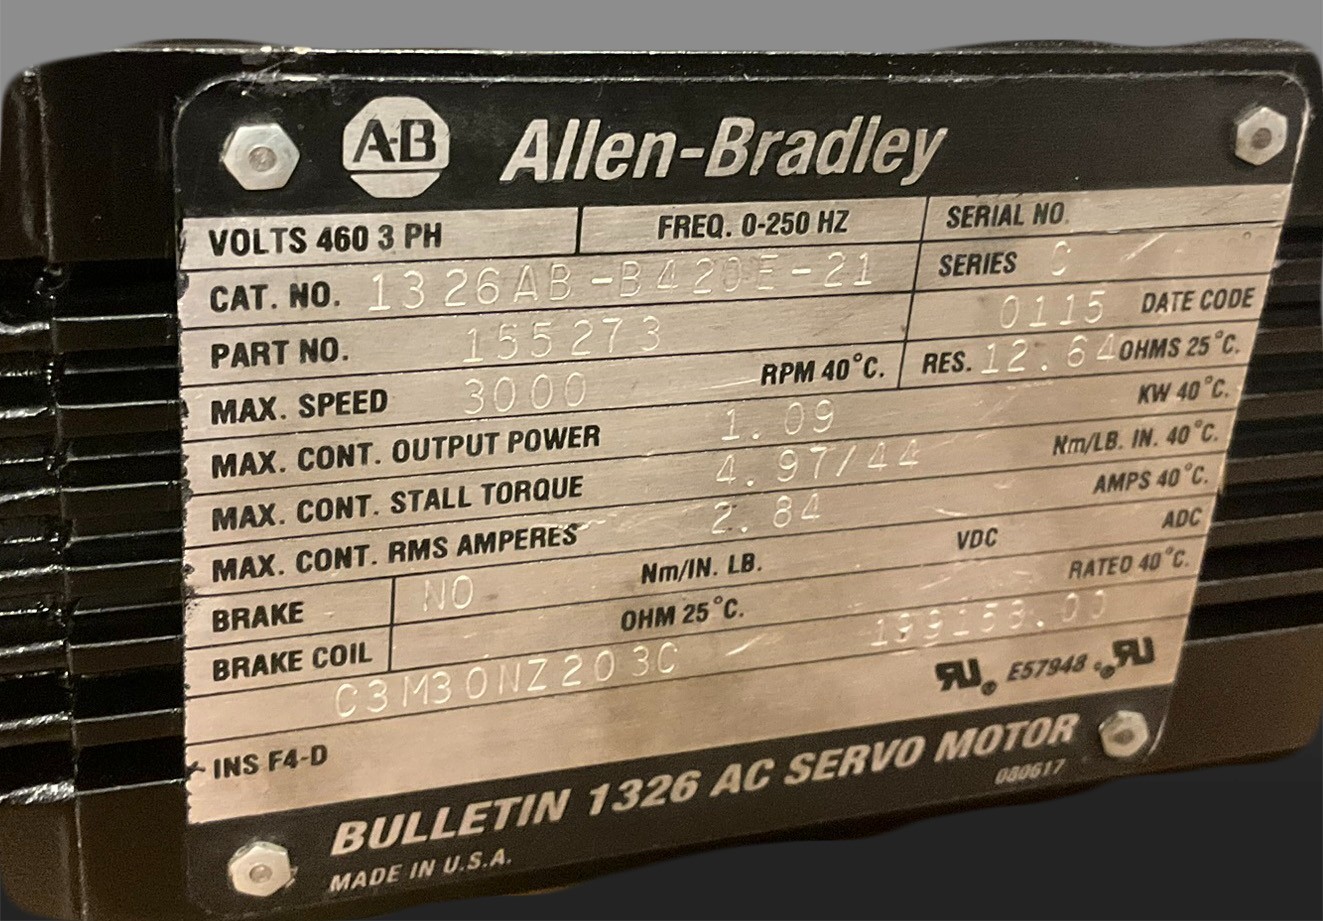 A-B Allen-Bradley
VOLTS 460 3 PH FREQ. 0-250 HZ SERIAL NO.
CAT. NO. 1326AB-B420E-21 SERIES C
PART NO. 155273 0115 DATE CODE
MAX. SPEED 3000 RPM 40°C. RES. 12.64 OHMS 25°C.
MAX. CONT. OUTPUT POWER 1.09 KW 40°C.
MAX. CONT. STALL TORQUE 4.97/44 Nm/LB. IN. 40°C.
MAX. CONT. RMS AMPERES 2.84 AMPS 40°C.
BRAKE NO Nm/IN. LB. VDC ADC
BRAKE COIL OHM 25°C. RATED 40°C.
C3M30NZ203C 199153.00
INS F4-D RU E57948 c RU
BULLETIN 1326 AC SERVO MOTOR
MADE IN U.S.A. 080617